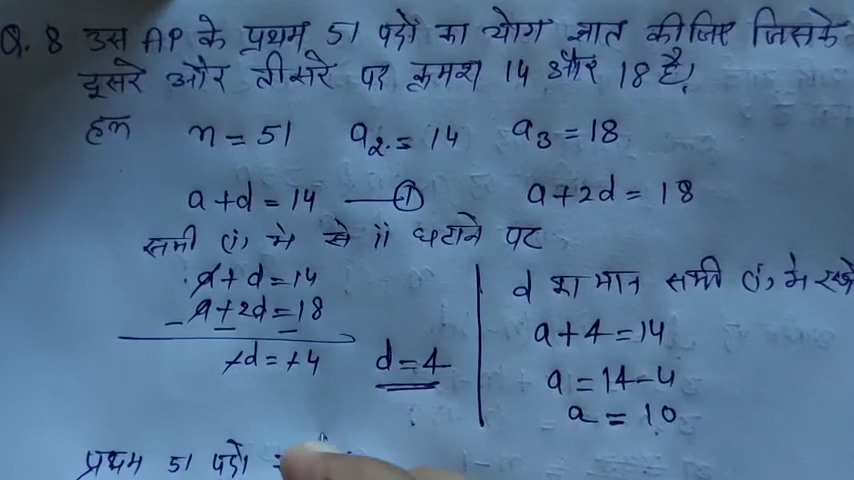 Q. 8 उस AP के प्रथम 51 पदों का योग ज्ञात कीजिए जिसके
दूसरे और तीसरे पद क्रमश 14 और 18 है।
हल n = 51 a₂ = 14 a₃ = 18
a + d = 14 — ① a + 2d = 18
समी (i) मे से ii घटाने पर
a + d = 14
- a + 2d = 18
- -
-d = -4 d = 4
d का मान समी (i) मे रखने
a + 4 = 14
a = 14 - 4
a = 10
प्रथम 51 पदो =